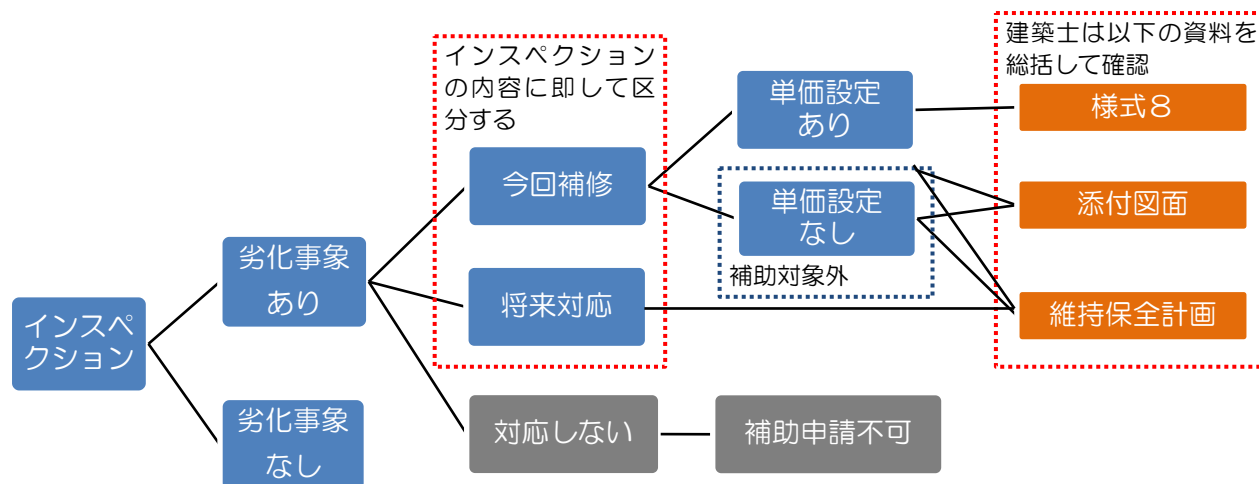 インスペ
クション
劣化事象
あり
劣化事象
なし
インスペクション
の内容に即して区
分する
今回補修
将来対応
対応しない
単価設定
あり
単価設定
なし
補助対象外
補助申請不可
建築士は以下の資料を
総括して確認
様式８
添付図面
維持保全計画